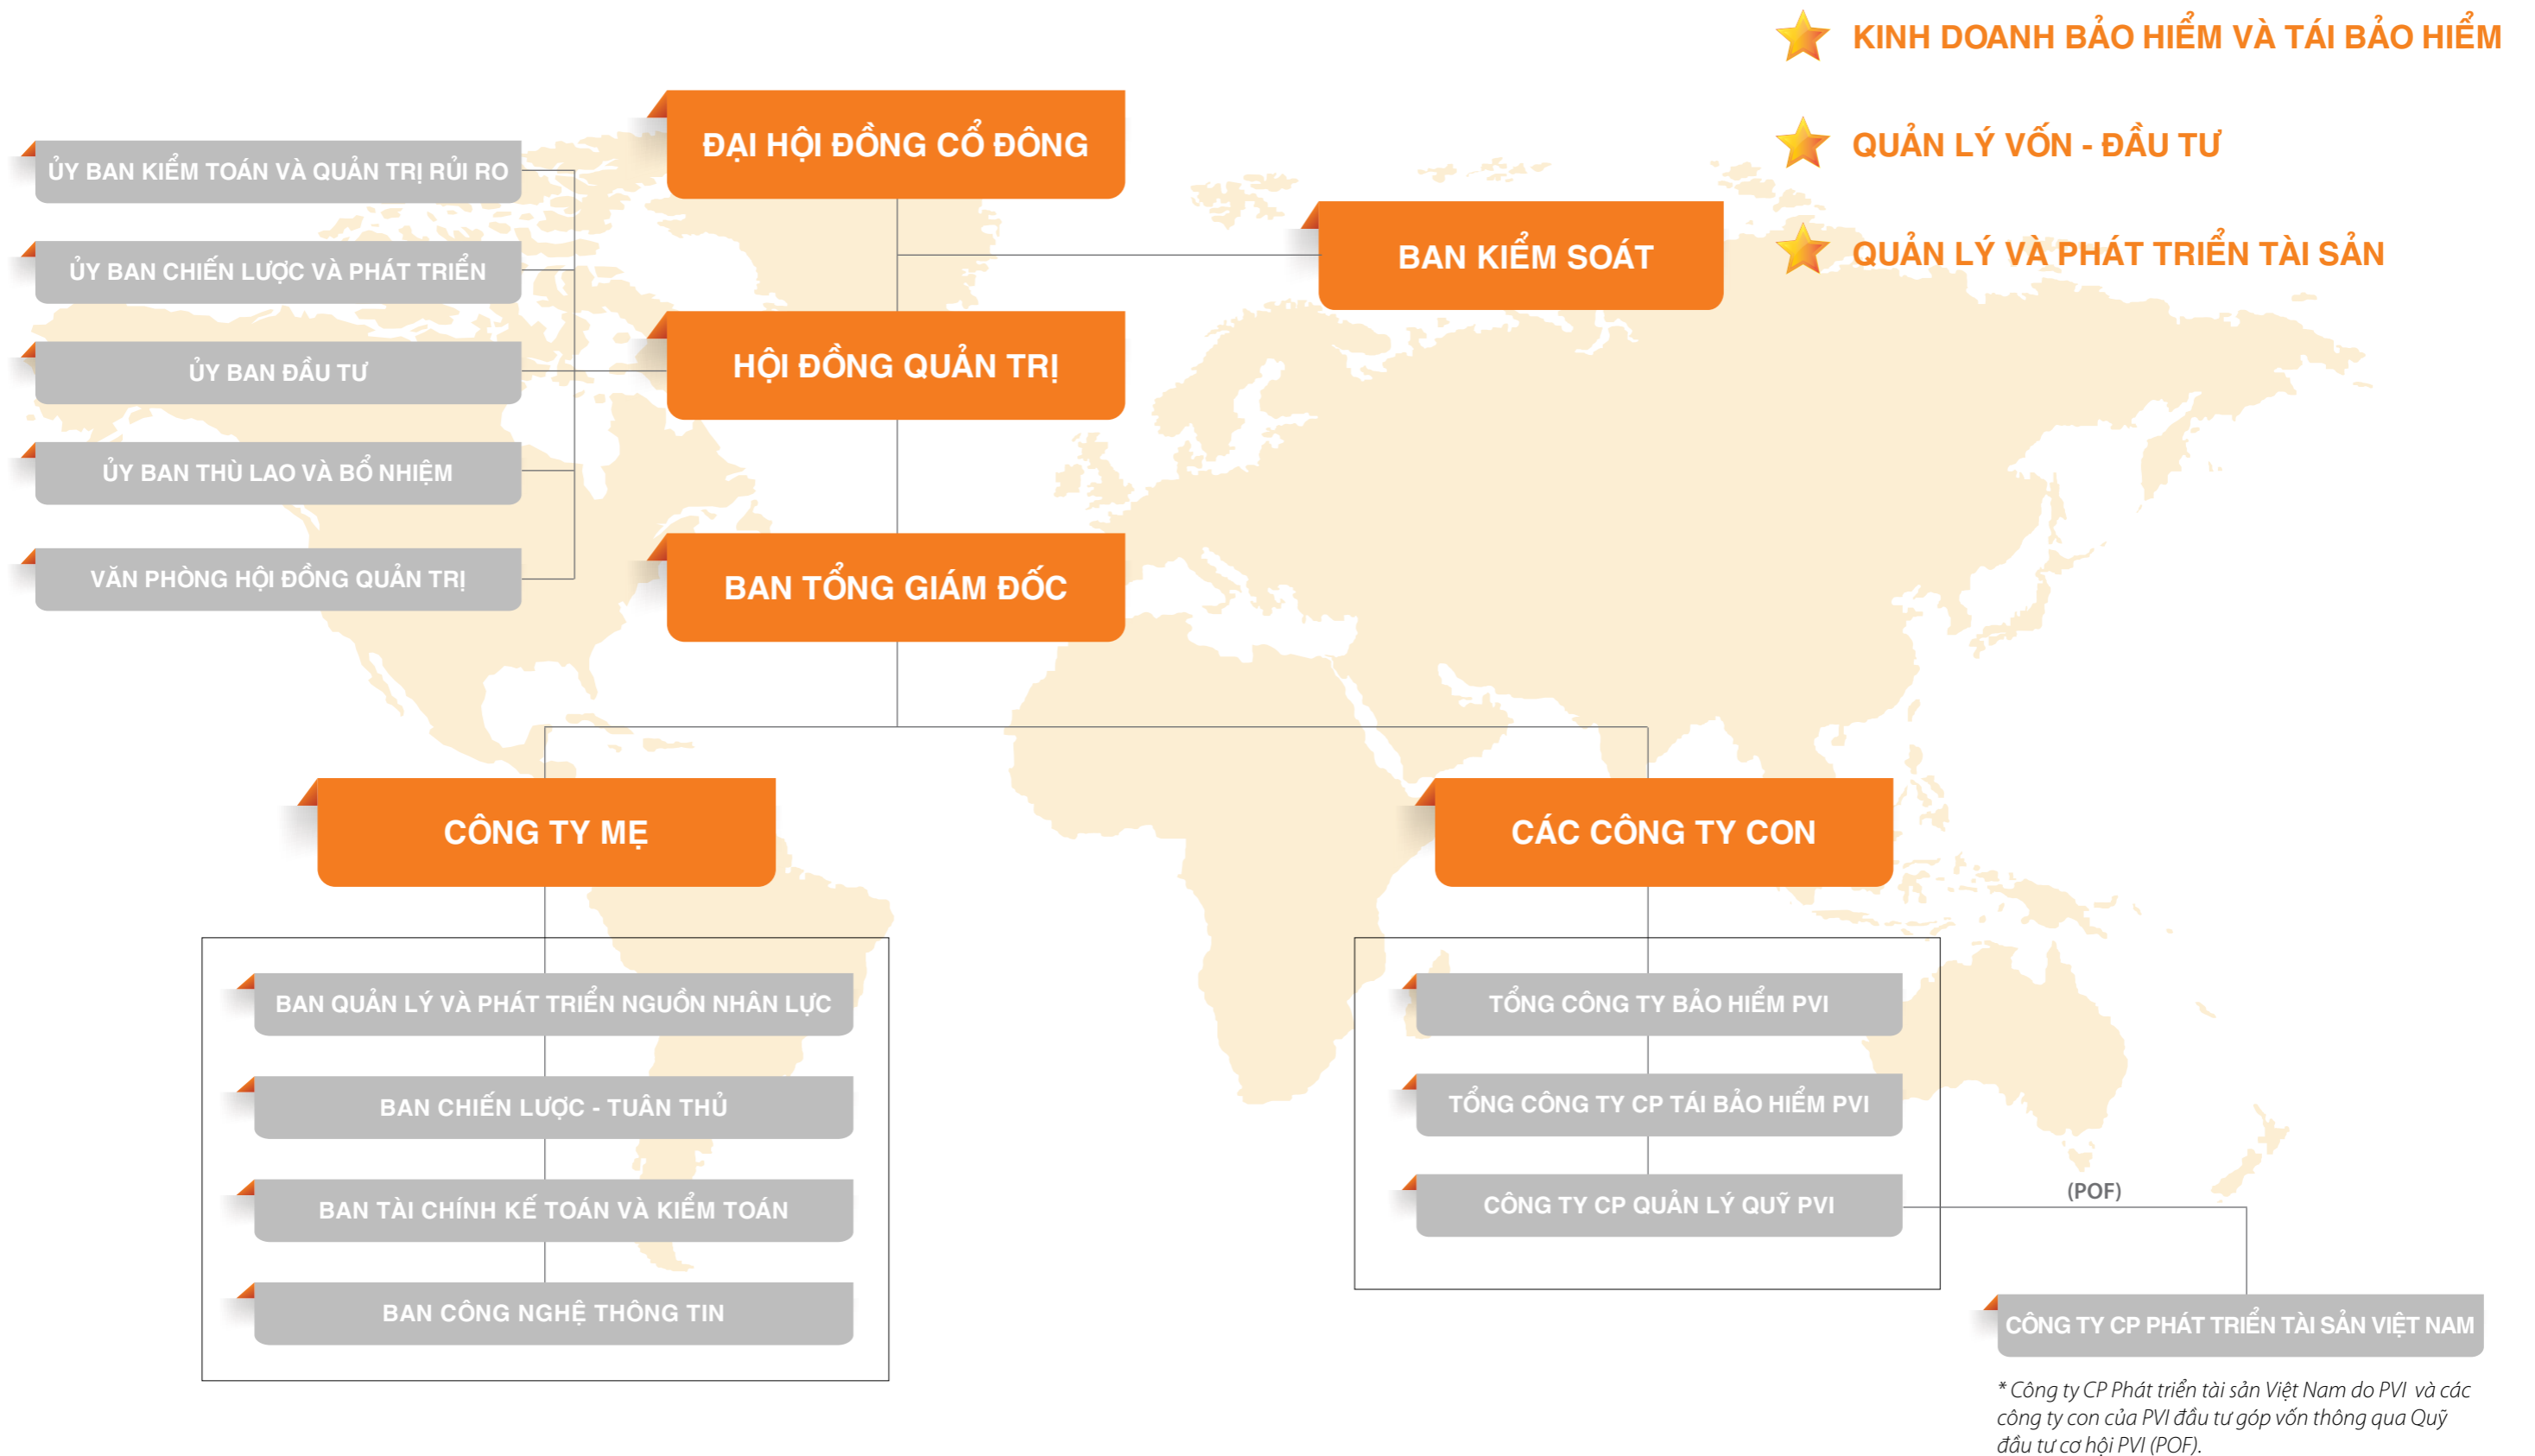 KINH DOANH BẢO HIỂM VÀ TÁI BẢO HIỂM
QUẢN LÝ VỐN - ĐẦU TƯ
QUẢN LÝ VÀ PHÁT TRIỂN TÀI SẢN
ĐẠI HỘI ĐỒNG CỔ ĐÔNG
BAN KIỂM SOÁT
HỘI ĐỒNG QUẢN TRỊ
ỦY BAN KIỂM TOÁN VÀ QUẢN TRỊ RỦI RO
ỦY BAN CHIẾN LƯỢC VÀ PHÁT TRIỂN
ỦY BAN ĐẦU TƯ
ỦY BAN THÙ LAO VÀ BỔ NHIỆM
VĂN PHÒNG HỘI ĐỒNG QUẢN TRỊ
BAN TỔNG GIÁM ĐỐC
CÔNG TY MẸ
BAN QUẢN LÝ VÀ PHÁT TRIỂN NGUỒN NHÂN LỰC
BAN CHIẾN LƯỢC - TUÂN THỦ
BAN TÀI CHÍNH KẾ TOÁN VÀ KIỂM TOÁN
BAN CÔNG NGHỆ THÔNG TIN
CÁC CÔNG TY CON
TỔNG CÔNG TY BẢO HIỂM PVI
TỔNG CÔNG TY CP TÁI BẢO HIỂM PVI
CÔNG TY CP QUẢN LÝ QUỸ PVI
(POF)
CÔNG TY CP PHÁT TRIỂN TÀI SẢN VIỆT NAM
* Công ty CP Phát triển tài sản Việt Nam do PVI và các
công ty con của PVI đầu tư góp vốn thông qua Quỹ
đầu tư cơ hội PVI (POF).